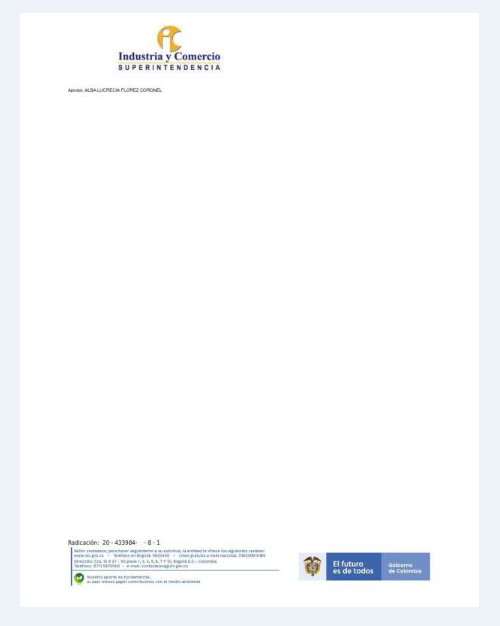 Industria y Comercio
SUPERINTENDENCIA
Aprobó: ALBA LUCRECIA FLOREZ CORONEL
Radicación: 20 - 433984- - 8 - 1
Señor ciudadano, para hacer seguimiento a su solicitud, la entidad le ofrece los siguientes canales:
www.sic.gov.co - Teléfono en Bogotá: - Línea gratuita a nivel nacional:
Dirección: Cra. 13 # 27 - 00 pisos 1, 3, 4, 5, 6, 7 Y 10, Bogotá D.C.- Colombia
Teléfono: (571) 5870000 - e-mail: contactenos@sic.gov.co
Nuestro aporte es fundamental,
al usar menos papel contribuimos con el medio ambiente
El futuro
es de todos
Gobierno
de Colombia